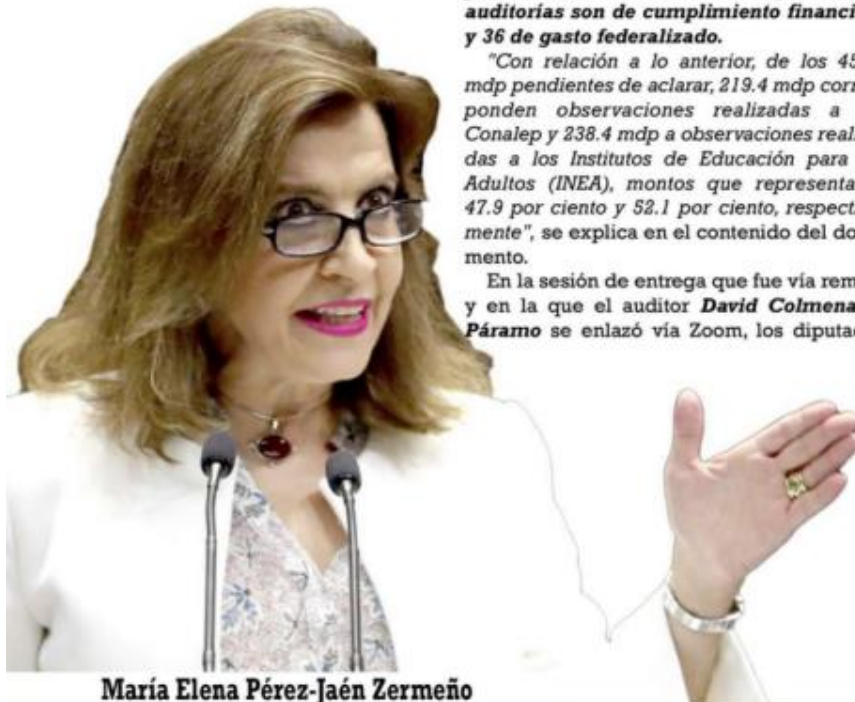 auditorías son de cumplimiento financi
y 36 de gasto federalizado.
"Con relación a lo anterior, de los 45
mdp pendientes de aclarar, 219.4 mdp corr
ponden observaciones realizadas a
Conalep y 238.4 mdp a observaciones reali
das a los Institutos de Educación para
Adultos (INEA), montos que representa
47.9 por ciento y 52.1 por ciento, respecti
mente", se explica en el contenido del do
mento.
En la sesión de entrega que fue vía rem
y en la que el auditor David Colmena
Páramo se enlazó vía Zoom, los diputad
María Elena Pérez-Jaén Zermeño